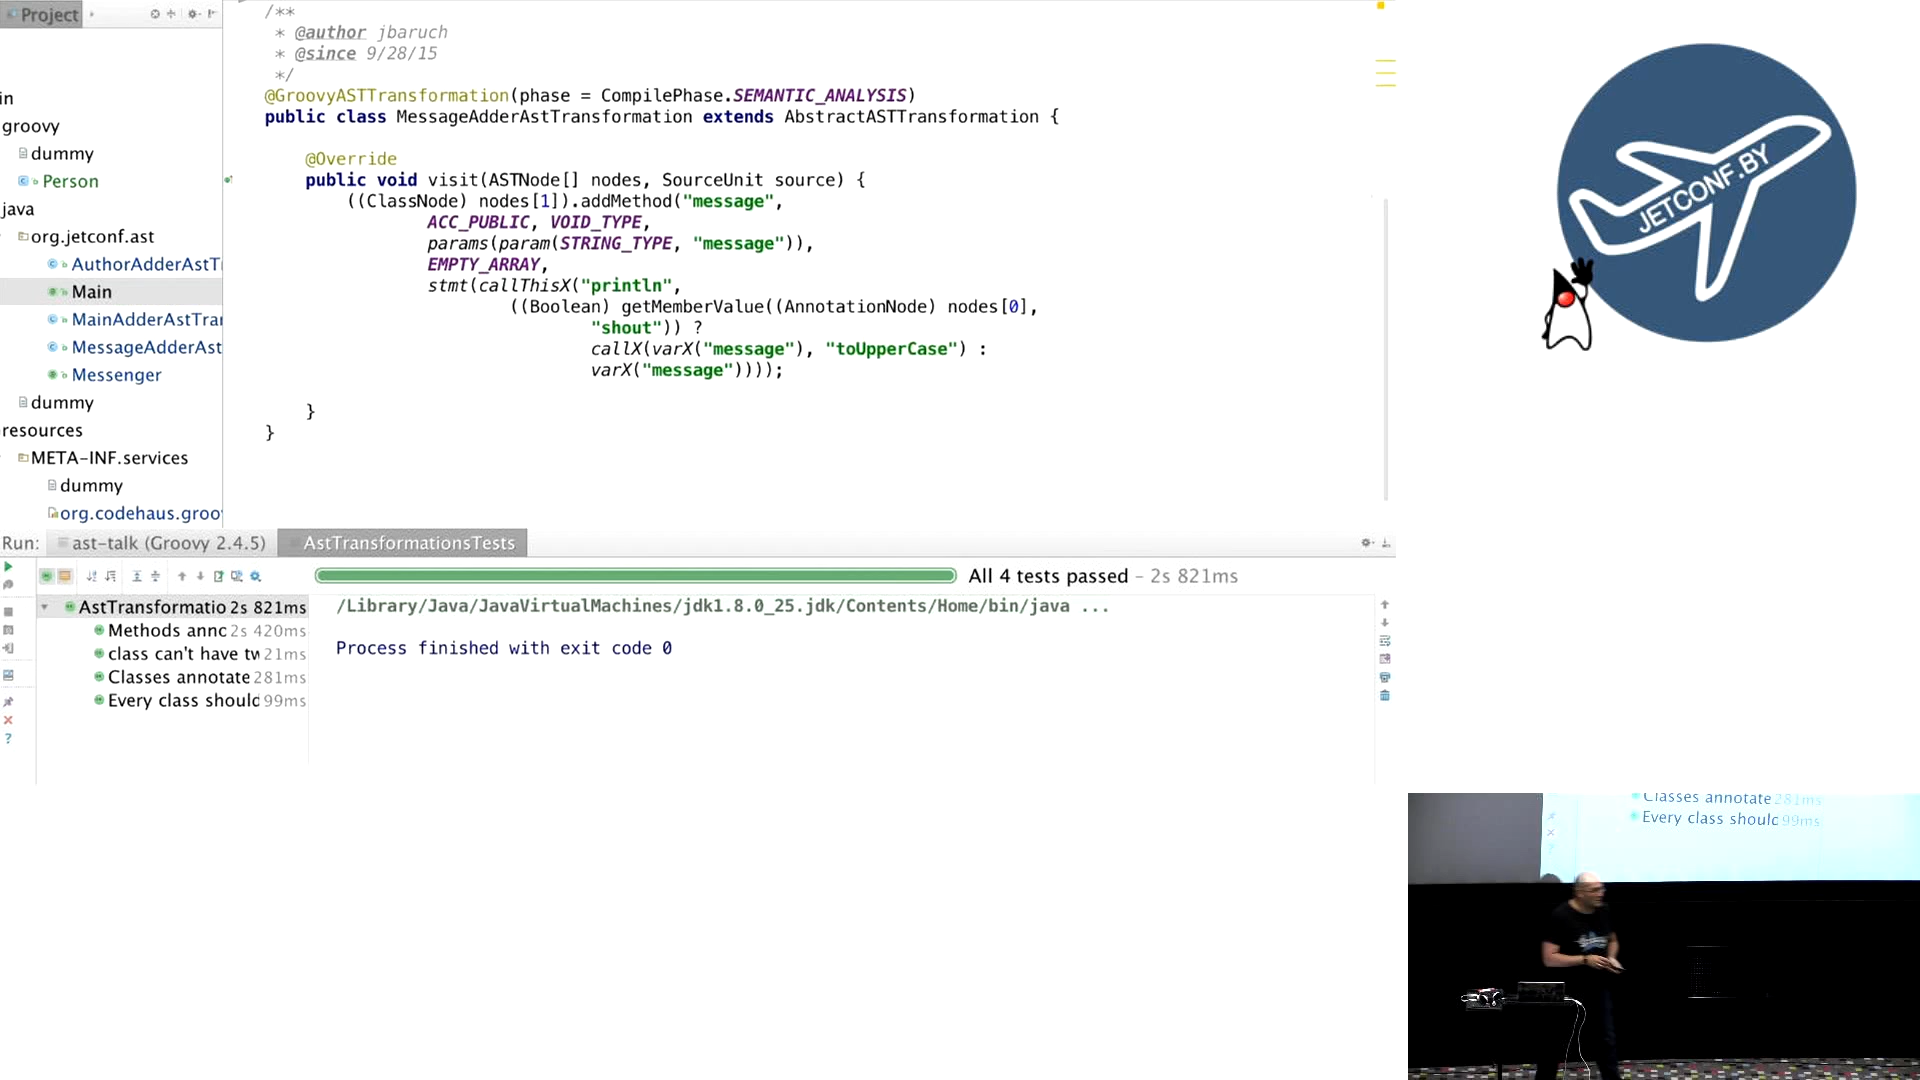 Project
in
groovy
dummy
Person
java
org.jetconf.ast
AuthorAdderAstT
Main
MainAdderAstTra
MessageAdderAst
Messenger
dummy
resources
META-INF.services
dummy
org.codehaus.groo
/**
* @author jbaruch
* @since 9/28/15
*/
@GroovyASTTransformation(phase = CompilePhase.SEMANTIC_ANALYSIS)
public class MessageAdderAstTransformation extends AbstractASTTransformation {
@Override
public void visit(ASTNode[] nodes, SourceUnit source) {
((ClassNode) nodes[1]).addMethod("message",
ACC_PUBLIC, VOID_TYPE,
params(param(STRING_TYPE, "message")),
EMPTY_ARRAY,
stmt(callThisX("println",
((Boolean) getMemberValue((AnnotationNode) nodes[0],
"shout")) ?
callX(varX("message"), "toUpperCase") :
varX("message"))));
}
}
Run: ast-talk (Groovy 2.4.5) AstTransformationsTests
All 4 tests passed – 2s 821ms
AstTransformatio 2s 821ms
Methods annc 2s 420ms
class can't have tw 21ms
Classes annotate 281ms
Every class shoulc 99ms
/Library/Java/JavaVirtualMachines/jdk1.8.0_25.jdk/Contents/Home/bin/java ...
Process finished with exit code 0
JETCONF.BY
Classes annotate 281ms
Every class shoulc 99ms